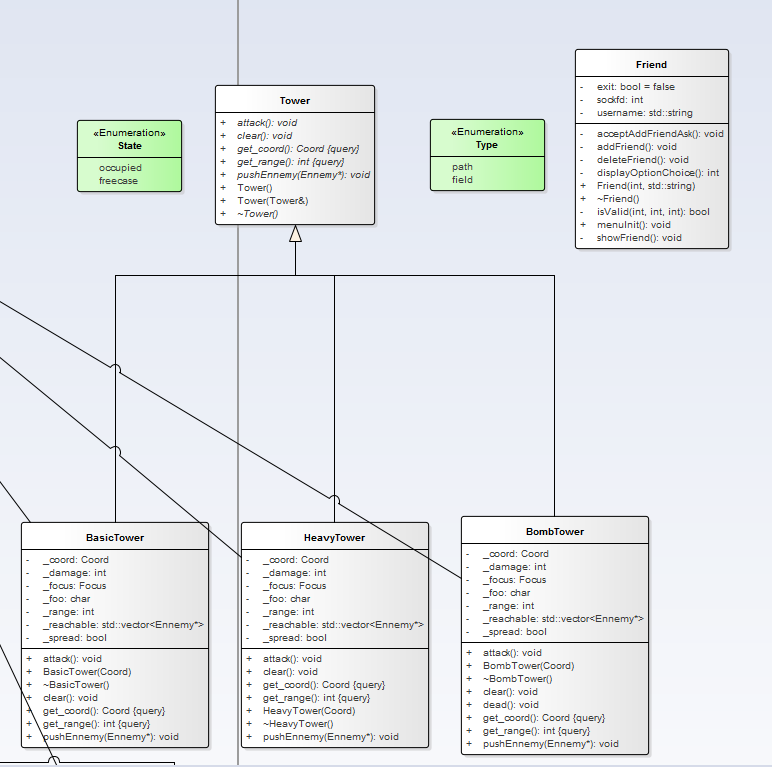 Friend
- exit: bool = false
- sockfd: int
- username: std::string
- acceptAddFriendAsk(): void
- addFriend(): void
- deleteFriend(): void
- displayOptionChoice(): int
+ Friend(int, std::string)
+ ~Friend()
- isValid(int, int, int): bool
+ menuInit(): void
- showFriend(): void
Tower
+ attack(): void
+ clear(): void
+ get_coord(): Coord {query}
+ get_range(): int {query}
+ pushEnnemy(Ennemy*): void
+ Tower()
+ Tower(Tower&)
+ ~Tower()
«Enumeration»
State
occupied
freecase
«Enumeration»
Type
path
field
BasicTower
- _coord: Coord
- _damage: int
- _focus: Focus
- _foo: char
- _range: int
- _reachable: std::vector<Ennemy*>
- _spread: bool
+ attack(): void
+ BasicTower(Coord)
+ ~BasicTower()
+ clear(): void
+ get_coord(): Coord {query}
+ get_range(): int {query}
+ pushEnnemy(Ennemy*): void
HeavyTower
- _coord: Coord
- _damage: int
- _focus: Focus
- _foo: char
- _range: int
- _reachable: std::vector<Ennemy*>
- _spread: bool
+ attack(): void
+ clear(): void
+ get_coord(): Coord {query}
+ get_range(): int {query}
+ HeavyTower(Coord)
+ ~HeavyTower()
+ pushEnnemy(Ennemy*): void
BombTower
- _coord: Coord
- _damage: int
- _focus: Focus
- _foo: char
- _range: int
- _reachable: std::vector<Ennemy*>
- _spread: bool
+ attack(): void
+ BombTower(Coord)
+ ~BombTower()
+ clear(): void
+ dead(): void
+ get_coord(): Coord {query}
+ get_range(): int {query}
+ pushEnnemy(Ennemy*): void